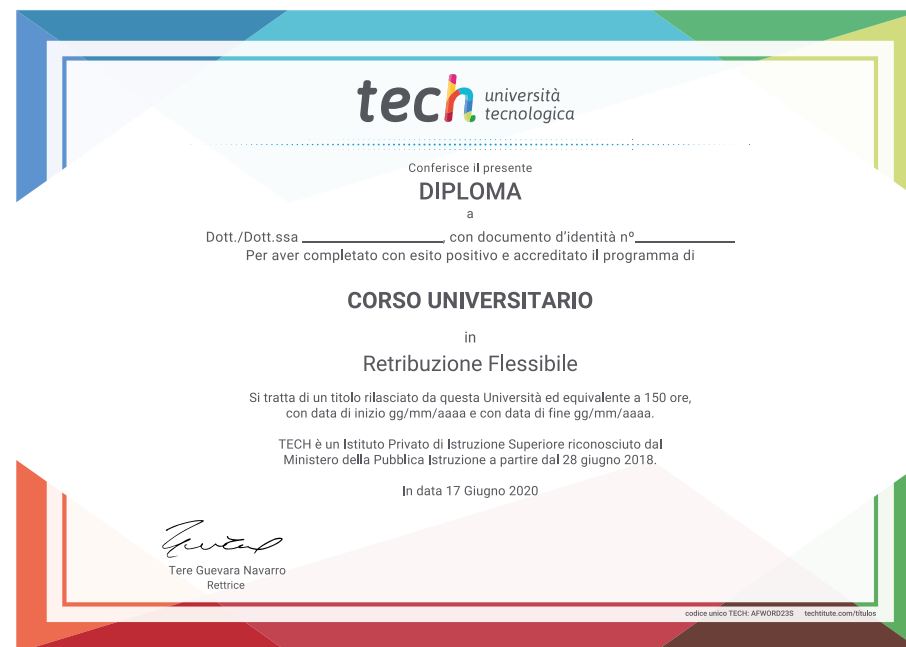 tech università
tecnologica
Conferisce il presente
DIPLOMA
a
Dott./Dott.ssa ____________________, con documento d'identità nº______________
Per aver completato con esito positivo e accreditato il programma di
CORSO UNIVERSITARIO
in
Retribuzione Flessibile
Si tratta di un titolo rilasciato da questa Università ed equivalente a 150 ore,
con data di inizio gg/mm/aaaa e con data di fine gg/mm/aaaa.
TECH è un Istituto Privato di Istruzione Superiore riconosciuto dal
Ministero della Pubblica Istruzione a partire dal 28 giugno 2018.
In data 17 Giugno 2020
Tere Guevara Navarro
Rettrice
codice unico TECH: AFWORD23S techtitute.com/titulos